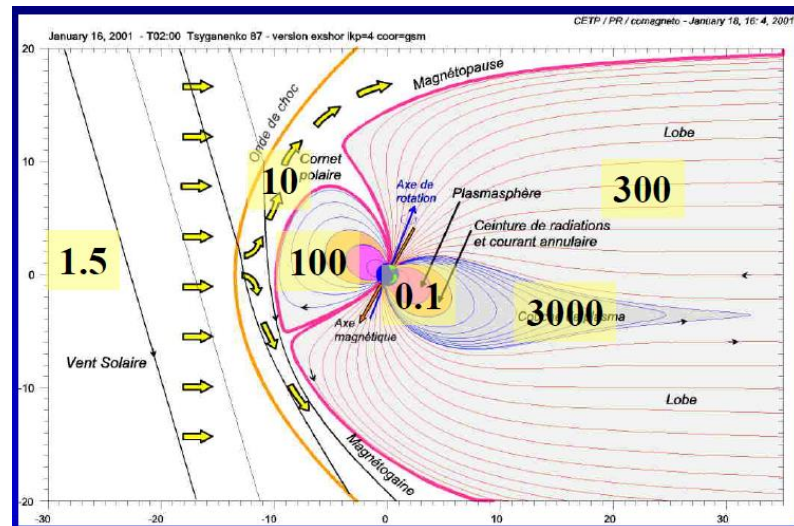 CETP / PR / comagneto - January 18, 16: 4, 2001
January 16, 2001 - T02:00 Tsyganenko 87 - version exshor ikp=4 coor=gsm
20
10
0
-10
-20
-30
-20
-10
0
10
20
30
Onde de choc
Magnétopause
Lobe
10
Cornet
polaire
Axe de
rotation
Plasmasphère
300
Ceinture de radiations
et courant annulaire
1.5
100
0.1
3000
plasma
Axe
magnétique
Vent Solaire
Lobe
Magnétogaine